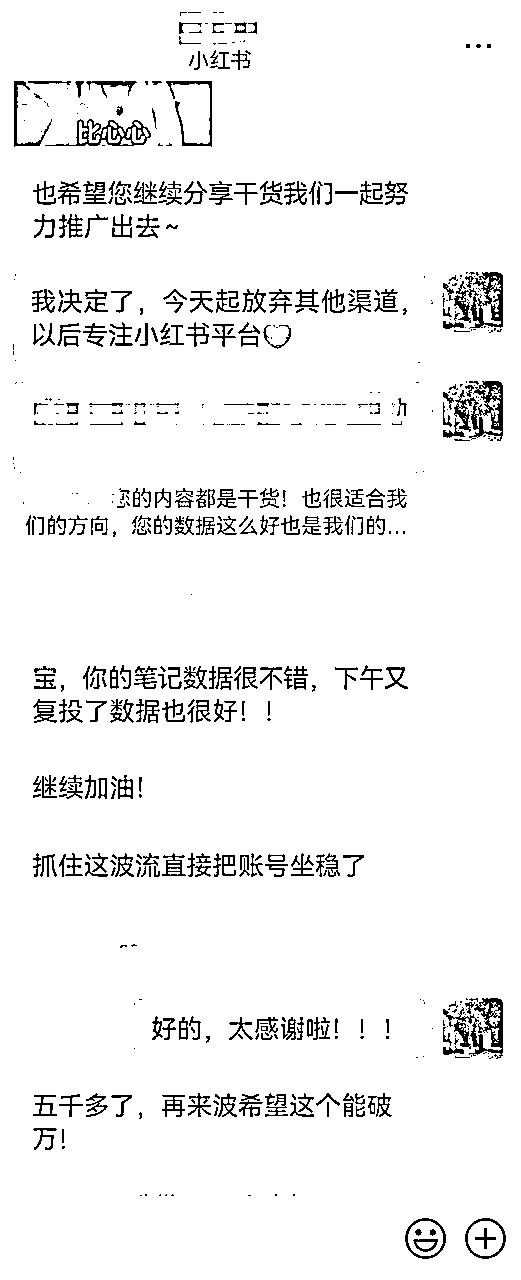 小红书
比心心
也希望您继续分享干货我们一起努
力推广出去~
我决定了，今天起放弃其他渠道，
以后专注小红书平台♡
您的内容都是干货！也很适合我
们的方向，您的数据这么好也是我们的...
宝，你的笔记数据很不错，下午又
复投了数据也很好！！
继续加油！
抓住这波流直接把账号坐稳了
好的，太感谢啦！！！
五千多了，再来波希望这个能破
万！